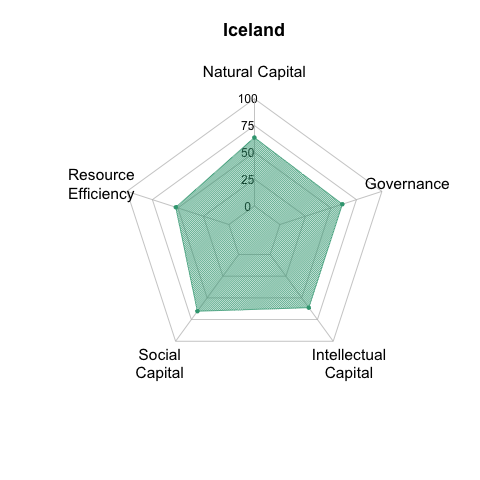 Iceland
Natural Capital
100
75
50
25
0
Resource
Efficiency
Governance
Social
Capital
Intellectual
Capital